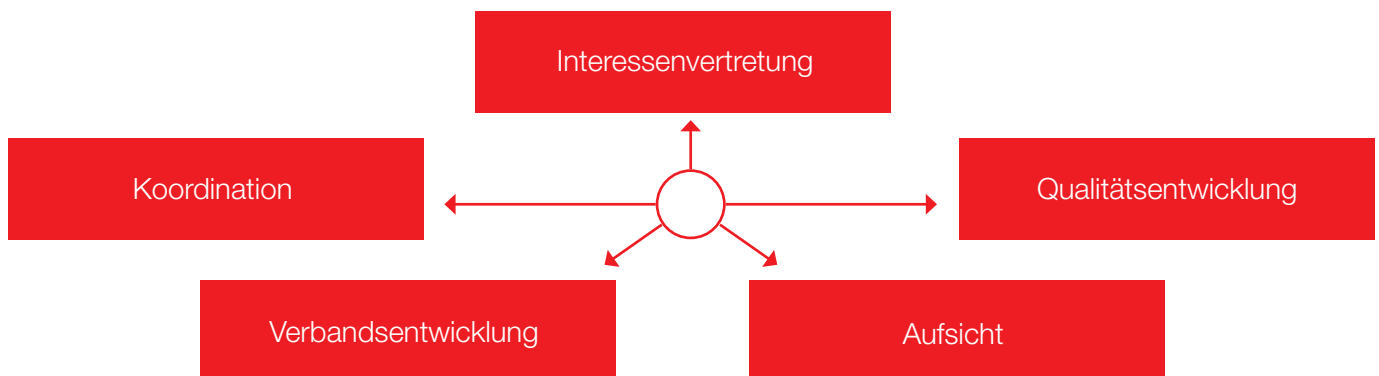 Interessenvertretung
Koordination
Qualitätsentwicklung
Verbandsentwicklung
Aufsicht